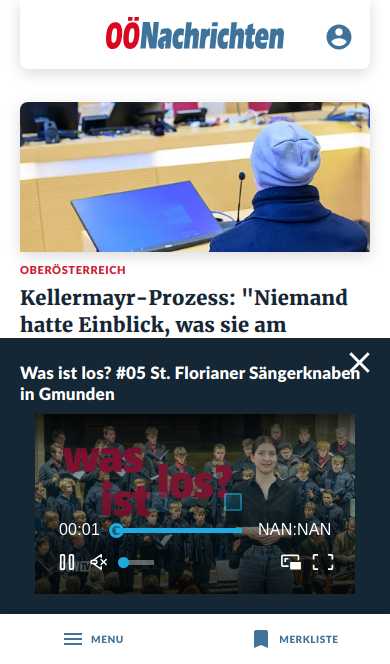 OÖNachrichten
OBERÖSTERREICH
Kellermayr-Prozess: "Niemand
hatte Einblick, was sie am
Was ist los? #05 St. Florianer Sängerknaben
in Gmunden
was
ist los?
00:01
NAN:NAN
MENU
MERKLISTE